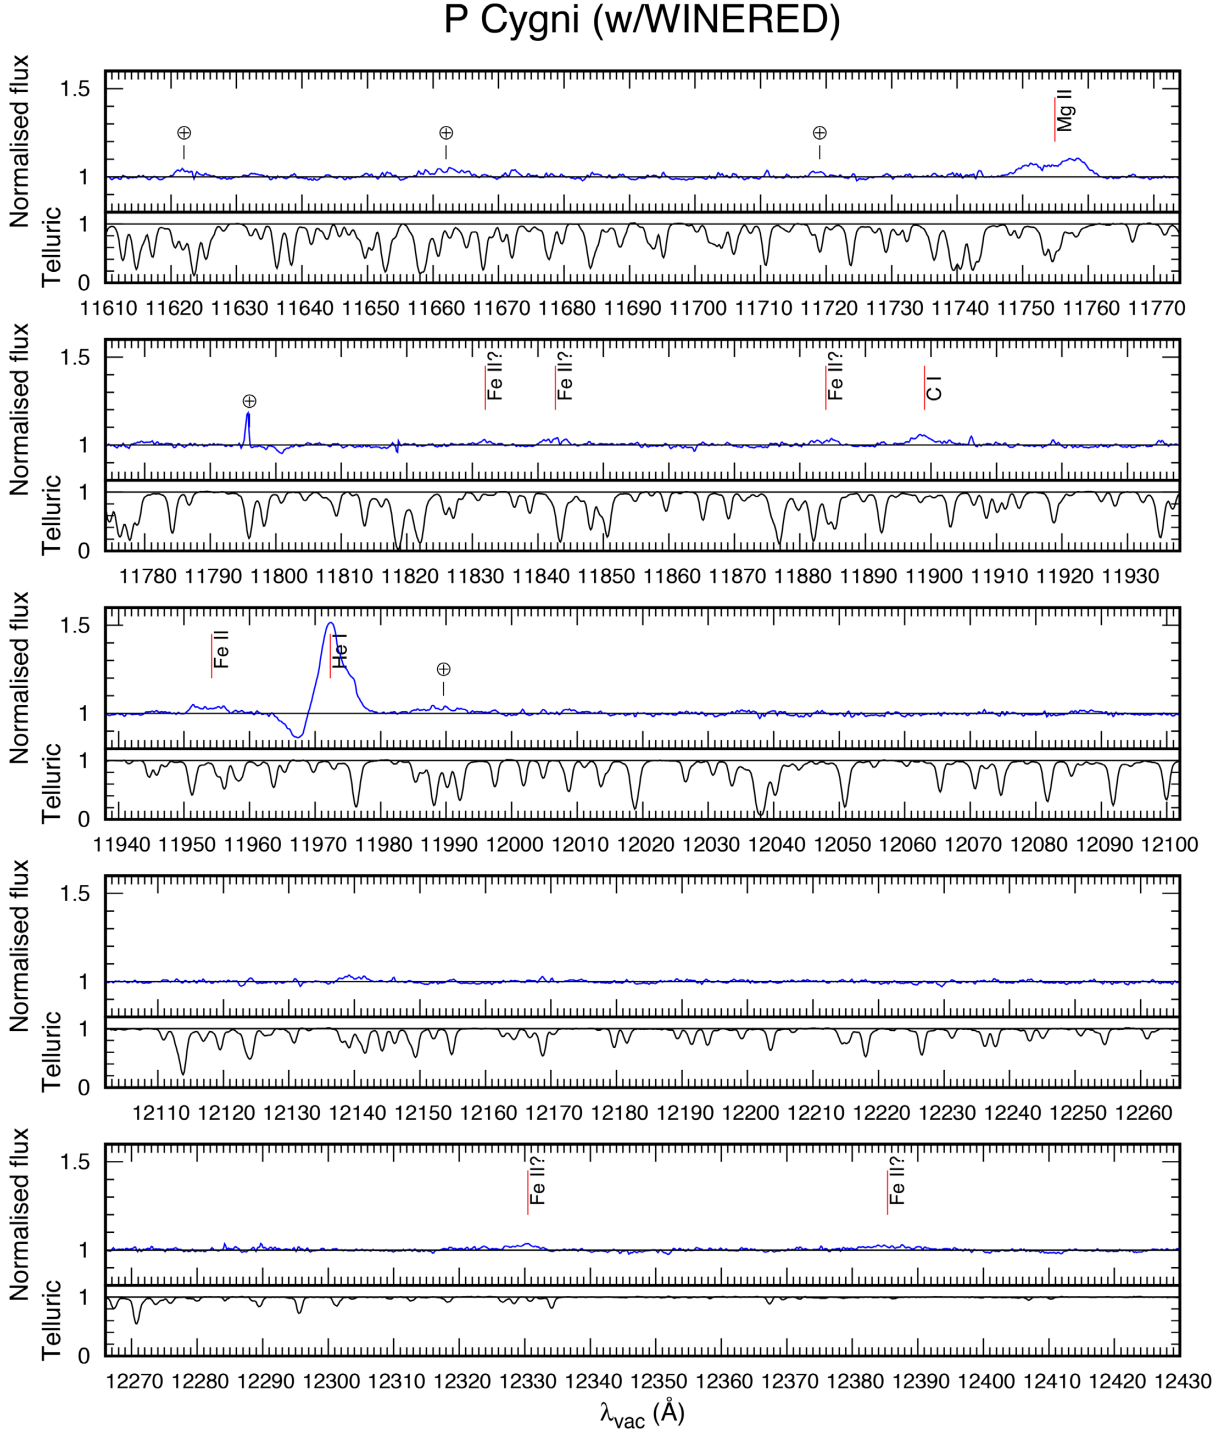 P Cygni (w/WINERED)
Normalised flux
1.5
1
⊕
⊕
⊕
Mg II
Telluric
1
0
11610 11620 11630 11640 11650 11660 11670 11680 11690 11700 11710 11720 11730 11740 11750 11760 11770
Normalised flux
1.5
1
⊕
Fe II?
Fe II?
Fe II?
C I
Telluric
1
0
11780 11790 11800 11810 11820 11830 11840 11850 11860 11870 11880 11890 11900 11910 11920 11930
Normalised flux
1.5
1
Fe II
He I
⊕
Telluric
1
0
11940 11950 11960 11970 11980 11990 12000 12010 12020 12030 12040 12050 12060 12070 12080 12090 12100
Normalised flux
1.5
1
Telluric
1
0
12110 12120 12130 12140 12150 12160 12170 12180 12190 12200 12210 12220 12230 12240 12250 12260
Normalised flux
1.5
1
Fe II?
Fe II?
Telluric
1
0
12270 12280 12290 12300 12310 12320 12330 12340 12350 12360 12370 12380 12390 12400 12410 12420 12430
λvac (Å)